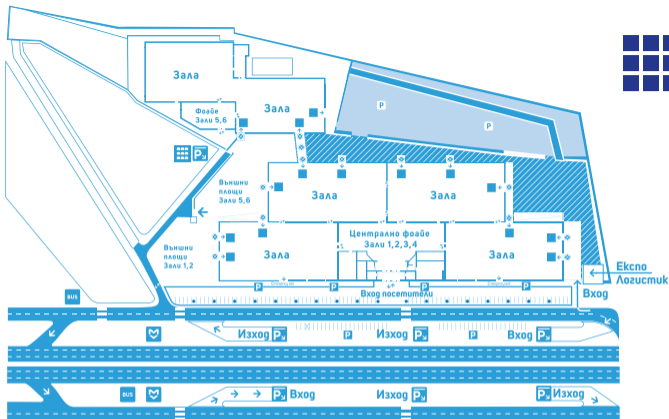 Зала
Фоайе
Зали 5,6
Зала
P
P
P
Външни
площи
Зали 5,6
Зала
Зала
Външни
площи
Зали 1,2
Зала
Централно фоайе
Зали 1,2,3,4
Зала
Експо
Логистик
Вход
P
P
P
Вход посетители
BUS
Изход P
P
Изход P
Вход P
BUS
P Вход
Изход P
P Изход